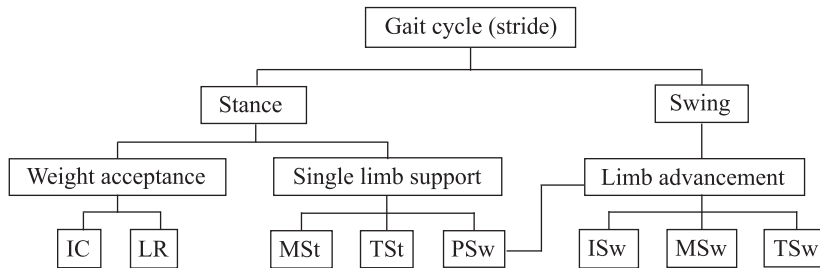 Gait cycle (stride)
Stance
Swing
Weight acceptance
Single limb support
Limb advancement
IC
LR
MSt
TSt
PSw
ISw
MSw
TSw